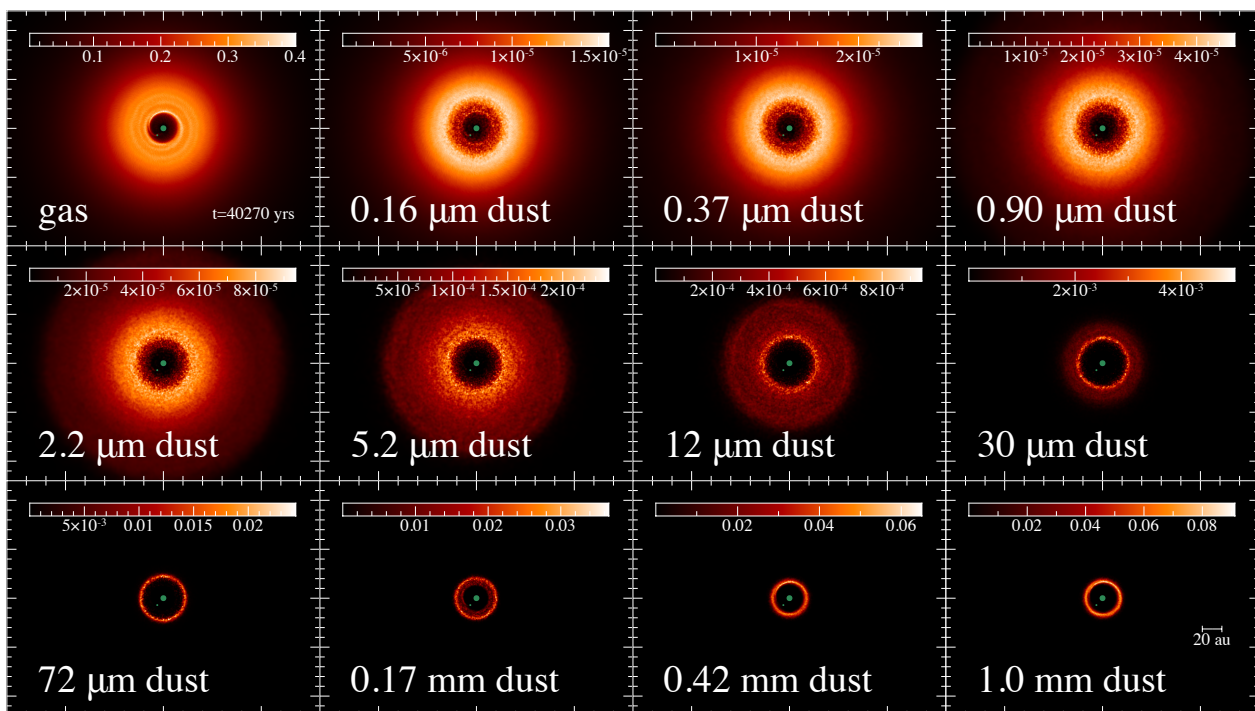 0.1 0.2 0.3 0.4
5×10⁻⁶ 1×10⁻⁵ 1.5×10⁻⁵
1×10⁻⁵ 2×10⁻⁵
1×10⁻⁵ 2×10⁻⁵ 3×10⁻⁵ 4×10⁻⁵
gas
t=40270 yrs
0.16 μm dust
0.37 μm dust
0.90 μm dust
2×10⁻⁵ 4×10⁻⁵ 6×10⁻⁵ 8×10⁻⁵
5×10⁻⁵ 1×10⁻⁴ 1.5×10⁻⁴ 2×10⁻⁴
2×10⁻⁴ 4×10⁻⁴ 6×10⁻⁴ 8×10⁻⁴
2×10⁻³ 4×10⁻³
2.2 μm dust
5.2 μm dust
12 μm dust
30 μm dust
5×10⁻³ 0.01 0.015 0.02
0.01 0.02 0.03
0.02 0.04 0.06
0.02 0.04 0.06 0.08
20 au
72 μm dust
0.17 mm dust
0.42 mm dust
1.0 mm dust